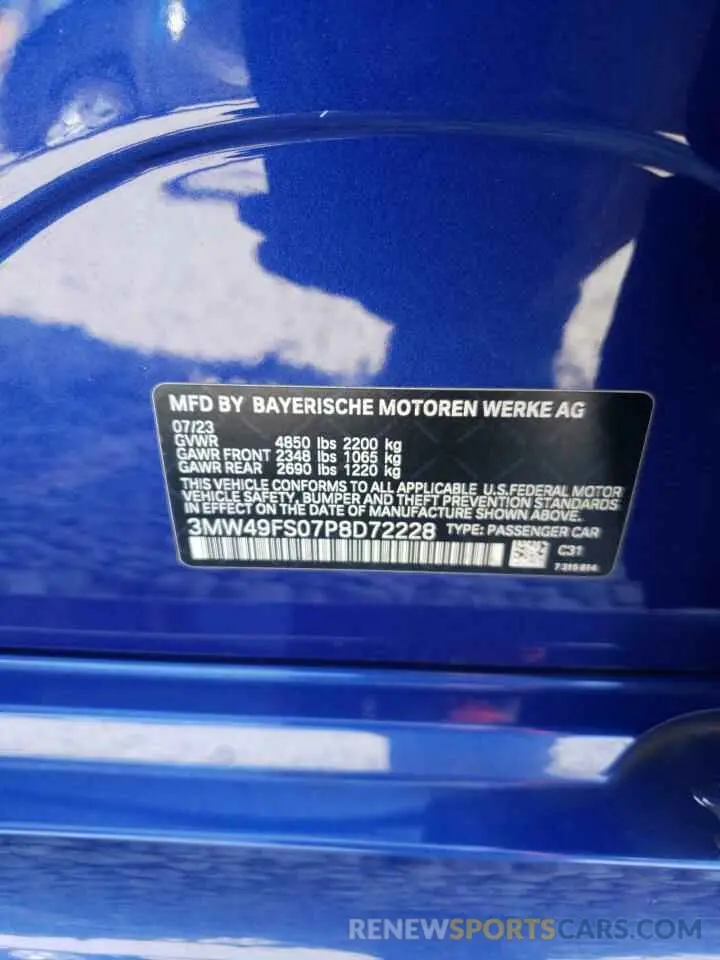 MFD BY BAYERISCHE MOTOREN WERKE AG
07/23
GVWR 4850 lbs 2200 kg
GAWR FRONT 2348 lbs 1065 kg
GAWR REAR 2690 lbs 1220 kg
THIS VEHICLE CONFORMS TO ALL APPLICABLE U.S.FEDERAL MOTOR
VEHICLE SAFETY, BUMPER AND THEFT PREVENTION STANDARDS
IN EFFECT ON THE DATE OF MANUFACTURE SHOWN ABOVE.
3MW49FS07P8D72228 TYPE: PASSENGER CAR
C31
RENEWSPORTSCARS.COM